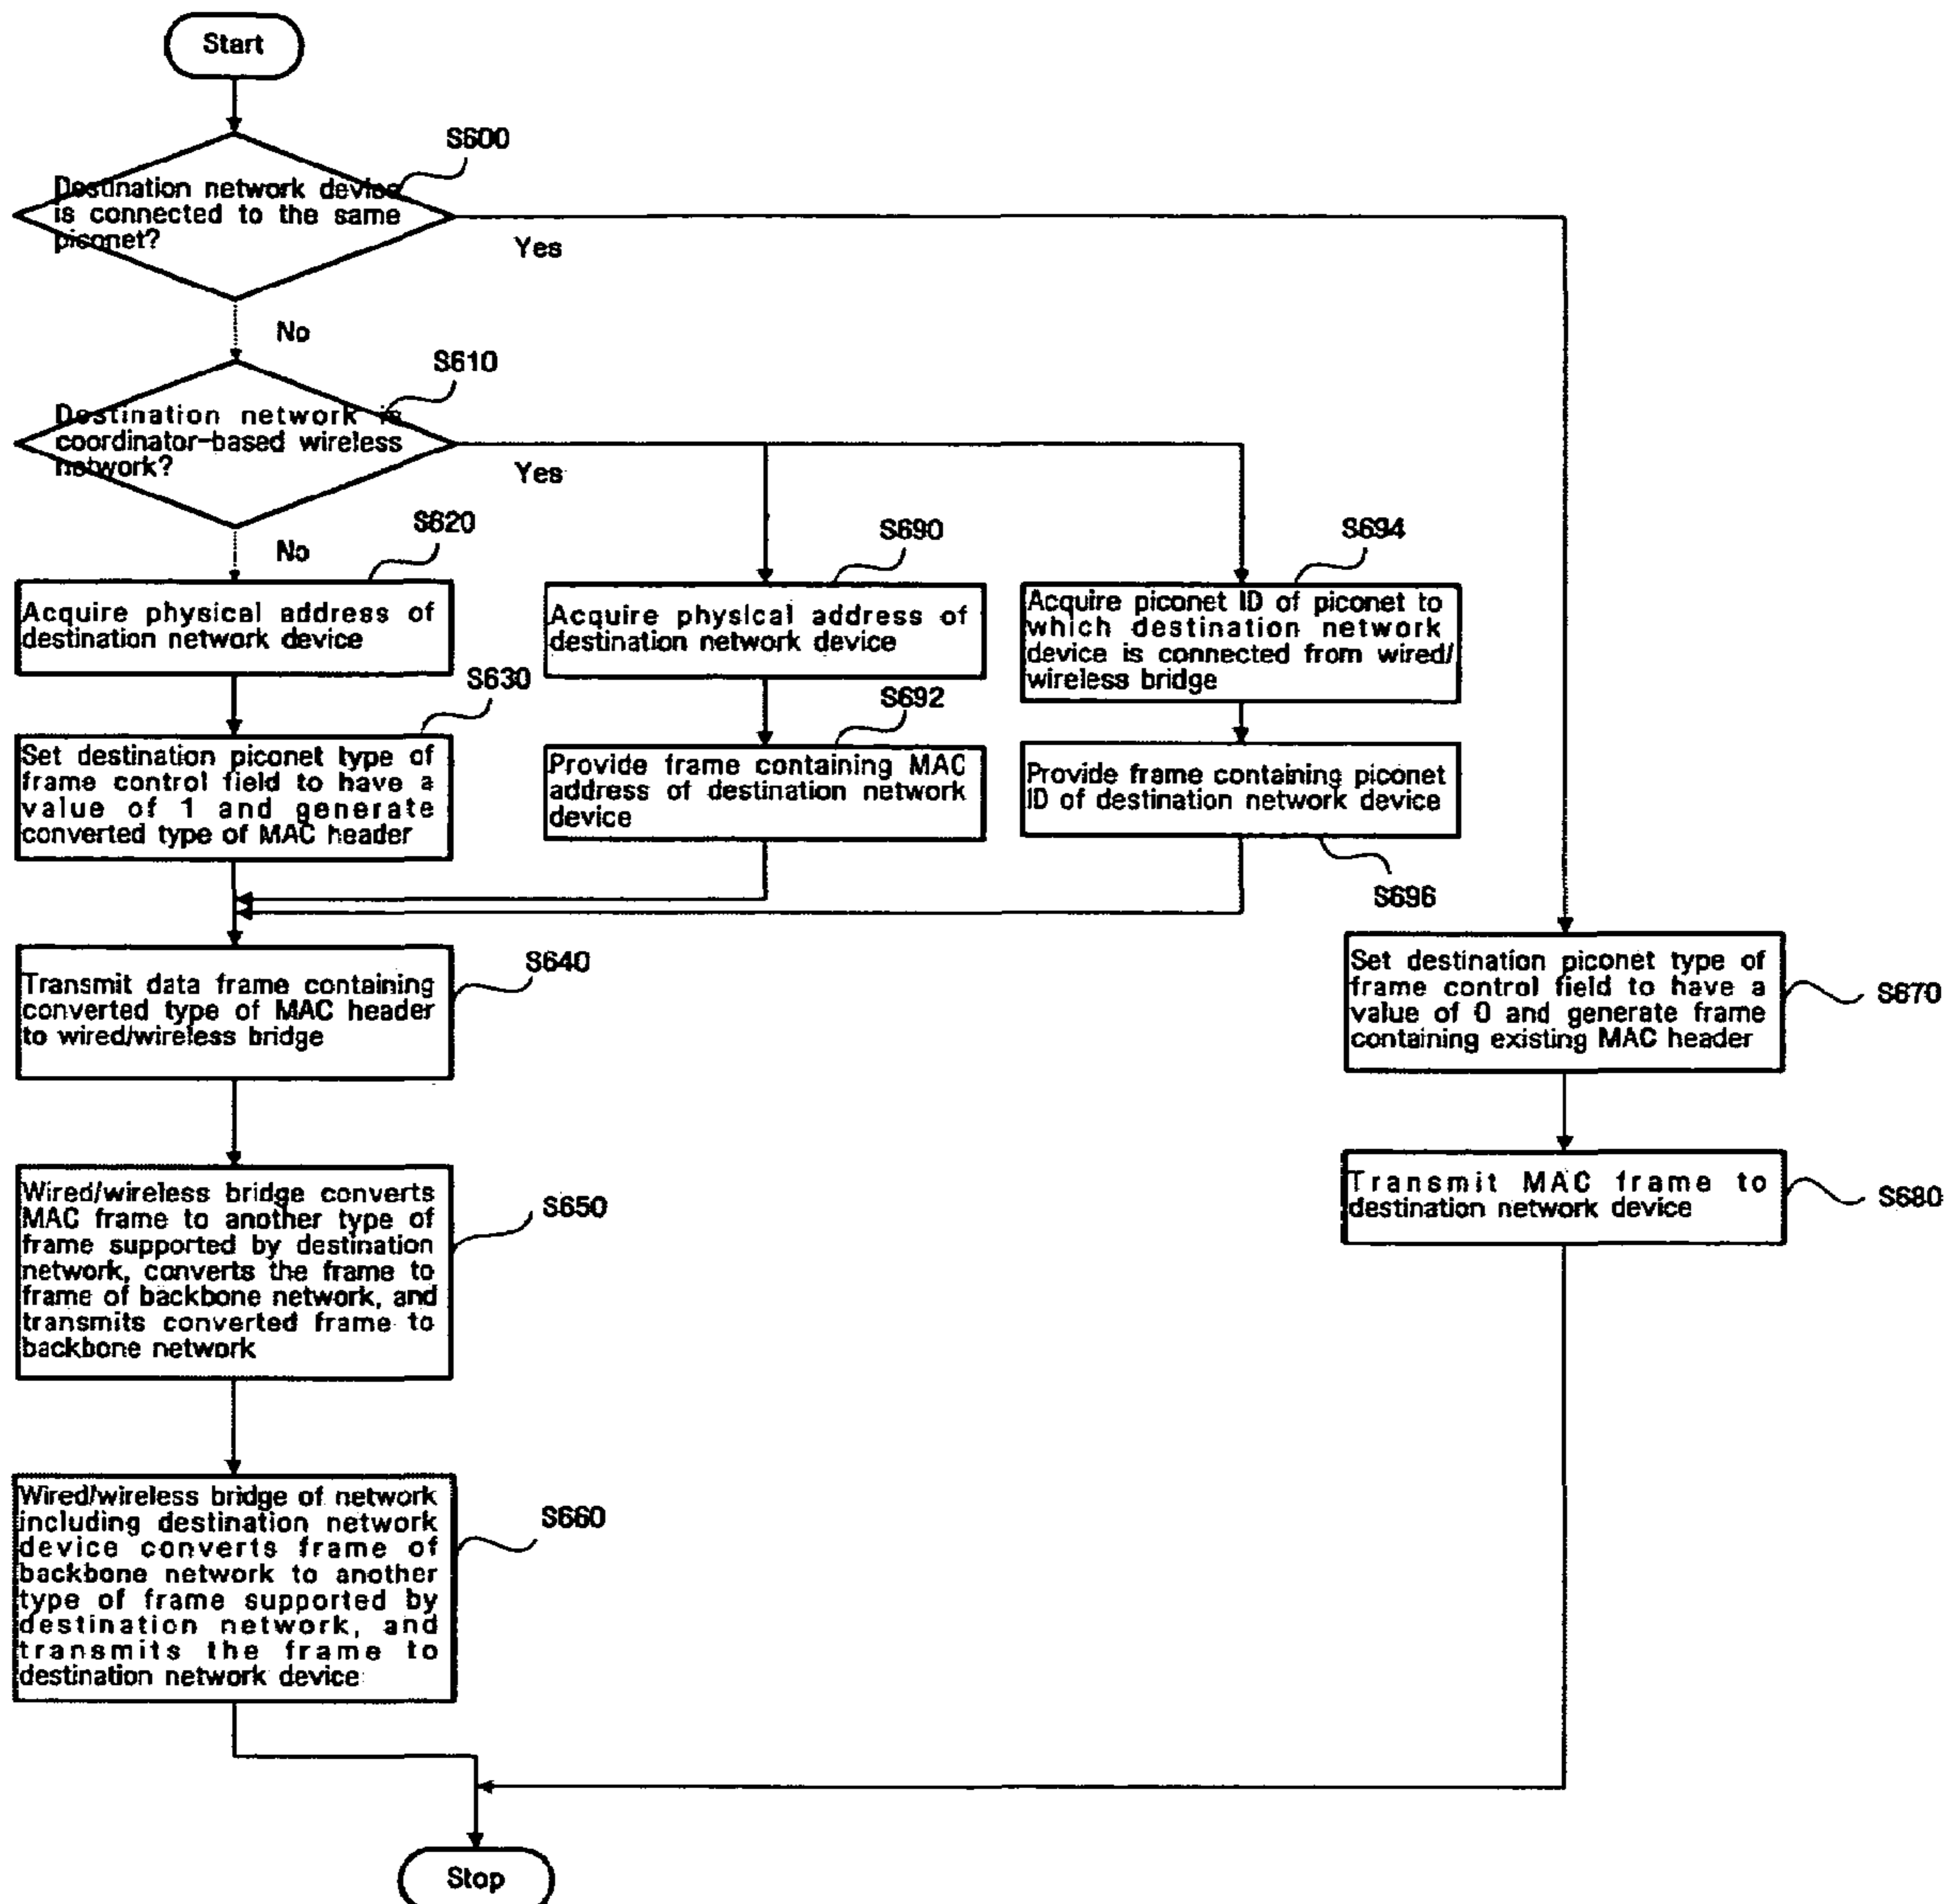 Start
S600
Destination network device
is connected to the same
piconet?
Yes
No
S610
Destination network is
coordinator-based wireless
network?
Yes
No
S620
Acquire physical address of
destination network device
S690
Acquire physical address of
destination network device
S694
Acquire piconet ID of piconet to
which destination network
device is connected from wired/
wireless bridge
S630
Set destination piconet type of
frame control field to have a
value of 1 and generate
converted type of MAC header
S692
Provide frame containing MAC
address of destination network
device
Provide frame containing piconet
ID of destination network device
S696
S640
Transmit data frame containing
converted type of MAC header
to wired/wireless bridge
Set destination piconet type of
frame control field to have a
value of 0 and generate frame
containing existing MAC header
S670
Wired/wireless bridge converts
MAC frame to another type of
frame supported by destination
network, converts the frame to
frame of backbone network, and
transmits converted frame to
backbone network
S650
Transmit MAC frame to
destination network device
S680
Wired/wireless bridge of network
including destination network
device converts frame of
backbone network to another
type of frame supported by
destination network, and
transmits the frame to
destination network device
S660
Stop